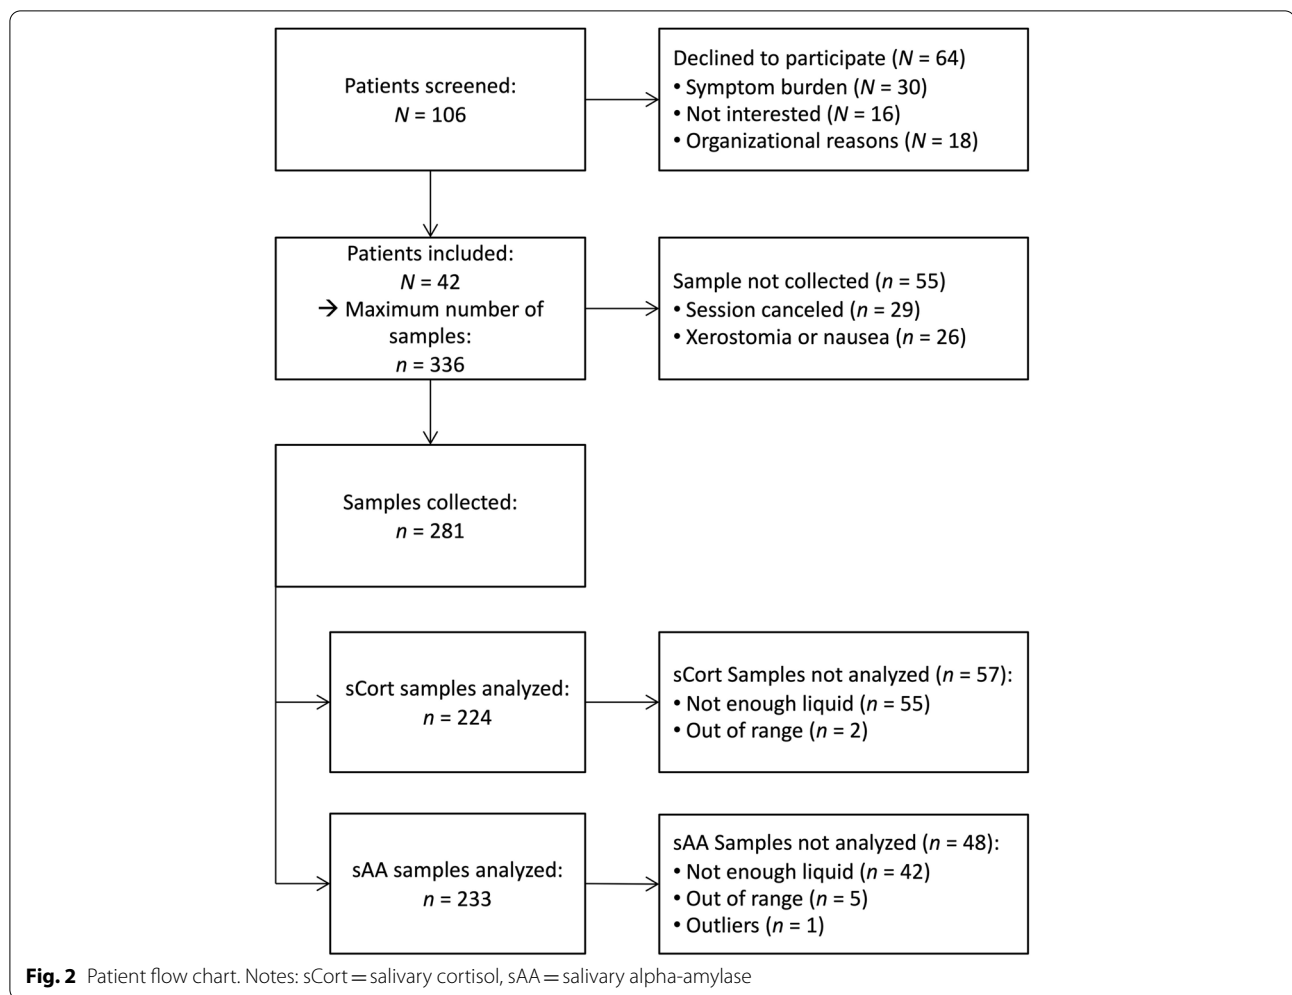 Patients screened:
N = 106
Declined to participate (N = 64)
• Symptom burden (N = 30)
• Not interested (N = 16)
• Organizational reasons (N = 18)
Patients included:
N = 42
→ Maximum number of
samples:
n = 336
Sample not collected (n = 55)
• Session canceled (n = 29)
• Xerostomia or nausea (n = 26)
Samples collected:
n = 281
sCort samples analyzed:
n = 224
sCort Samples not analyzed (n = 57):
• Not enough liquid (n = 55)
• Out of range (n = 2)
sAA samples analyzed:
n = 233
sAA Samples not analyzed (n = 48):
• Not enough liquid (n = 42)
• Out of range (n = 5)
• Outliers (n = 1)
Fig. 2 Patient flow chart. Notes: sCort = salivary cortisol, sAA = salivary alpha-amylase